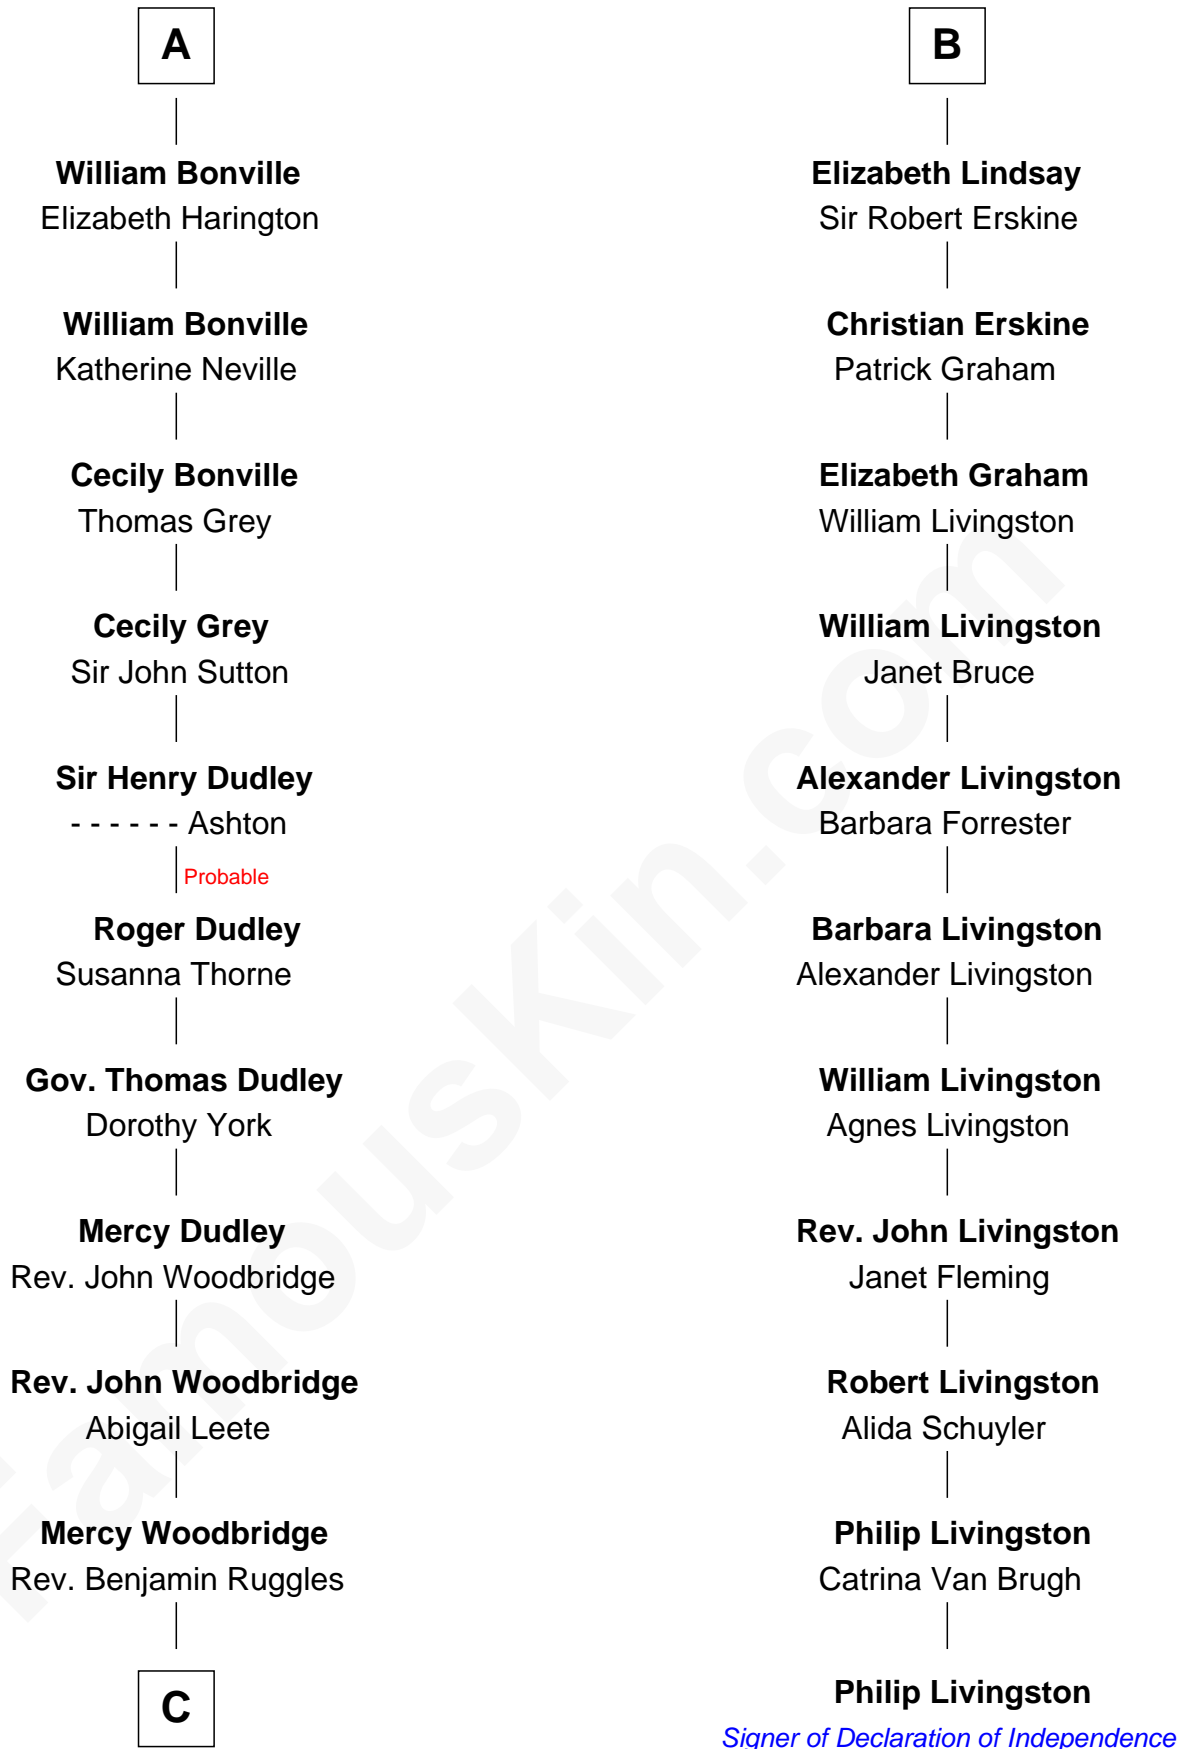 A
William Bonville
Elizabeth Harington
William Bonville
Katherine Neville
Cecily Bonville
Thomas Grey
Cecily Grey
Sir John Sutton
Sir Henry Dudley
- - - - - - Ashton
Probable
Roger Dudley
Susanna Thorne
Gov. Thomas Dudley
Dorothy York
Mercy Dudley
Rev. John Woodbridge
Rev. John Woodbridge
Abigail Leete
Mercy Woodbridge
Rev. Benjamin Ruggles
C
B
Elizabeth Lindsay
Sir Robert Erskine
Christian Erskine
Patrick Graham
Elizabeth Graham
William Livingston
William Livingston
Janet Bruce
Alexander Livingston
Barbara Forrester
Barbara Livingston
Alexander Livingston
William Livingston
Agnes Livingston
Rev. John Livingston
Janet Fleming
Robert Livingston
Alida Schuyler
Philip Livingston
Catrina Van Brugh
Philip Livingston
Signer of Declaration of Independence
FamousKin.com